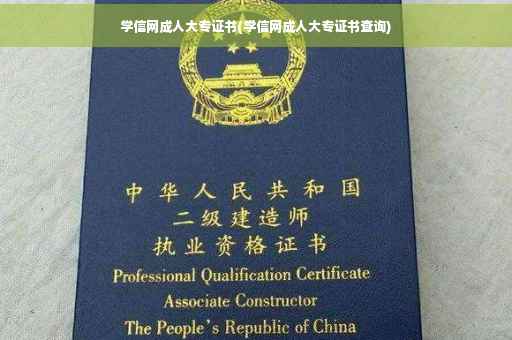 学信网成人大专证书(学信网成人大专证书查询)
中华人民共和国
二级建造师
执业资格证书
Professional Qualification Certificate
Associate Constructor
The People's Republic of China